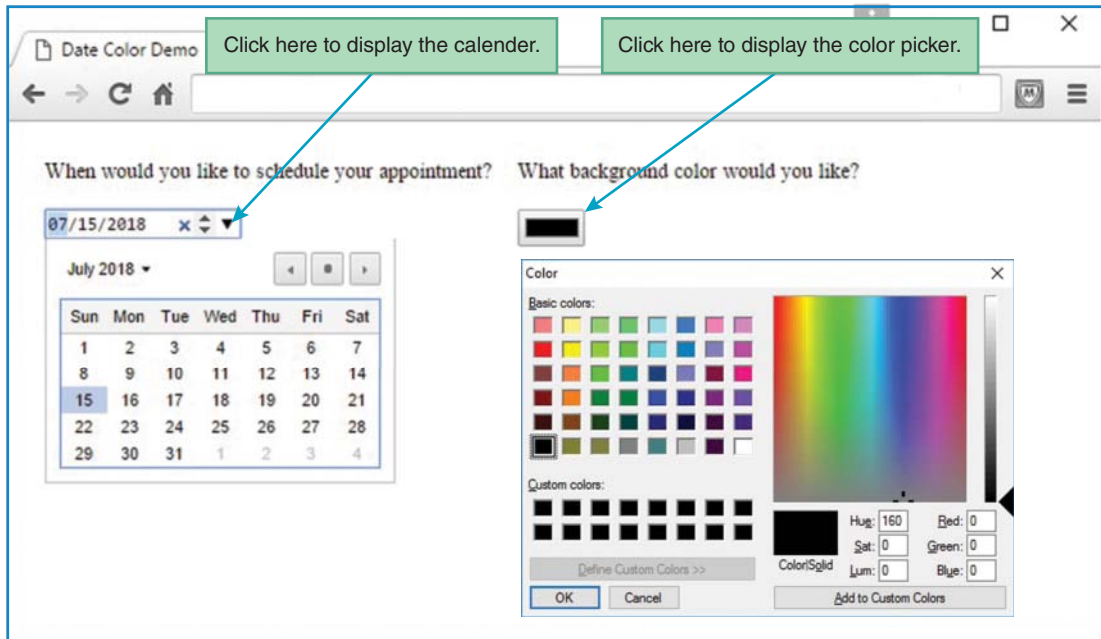 Date Color Demo
Click here to display the calender.
Click here to display the color picker.
When would you like to schedule your appointment?
What background color would you like?
07/15/2018
July 2018
Sun Mon Tue Wed Thu Fri Sat
1 2 3 4 5 6 7
8 9 10 11 12 13 14
15 16 17 18 19 20 21
22 23 24 25 26 27 28
29 30 31 1 2 3 4
Color
Basic colors:
Custom colors:
Define Custom Colors >>
OK Cancel
Color|Solid
Hue: 160 Red: 0
Sat: 0 Green: 0
Lum: 0 Blue: 0
Add to Custom Colors